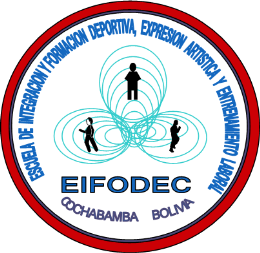 ESCUELA DE INTEGRACION Y FORMACION DEPORTIVA, EXPRESION ARTISTICA Y ENTRENAMIENTO LABORAL
EIFODEC
COCHABAMBA BOLIVIA